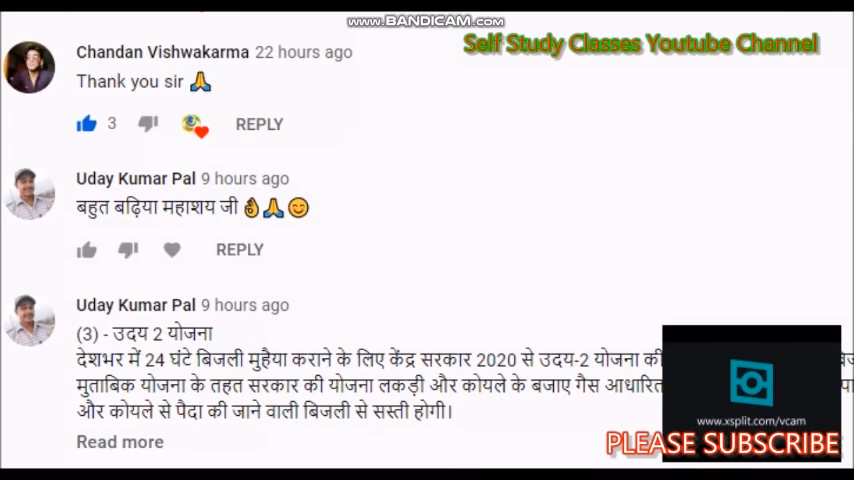 www.BANDICAM.com
Self Study Classes Youtube Channel
Chandan Vishwakarma 22 hours ago
Thank you sir 🙏
3 REPLY
Uday Kumar Pal 9 hours ago
बहुत बढ़िया महाशय जी 👌🙏😊
REPLY
Uday Kumar Pal 9 hours ago
(3) - उदय 2 योजना
देशभर में 24 घंटे बिजली मुहैया कराने के लिए केंद्र सरकार 2020 से उदय-2 योजना की
मुताबिक योजना के तहत सरकार की योजना लकड़ी और कोयले के बजाए गैस आधारित
और कोयले से पैदा की जाने वाली बिजली से सस्ती होगी।
www.xsplit.com/vcam
PLEASE SUBSCRIBE
Read more